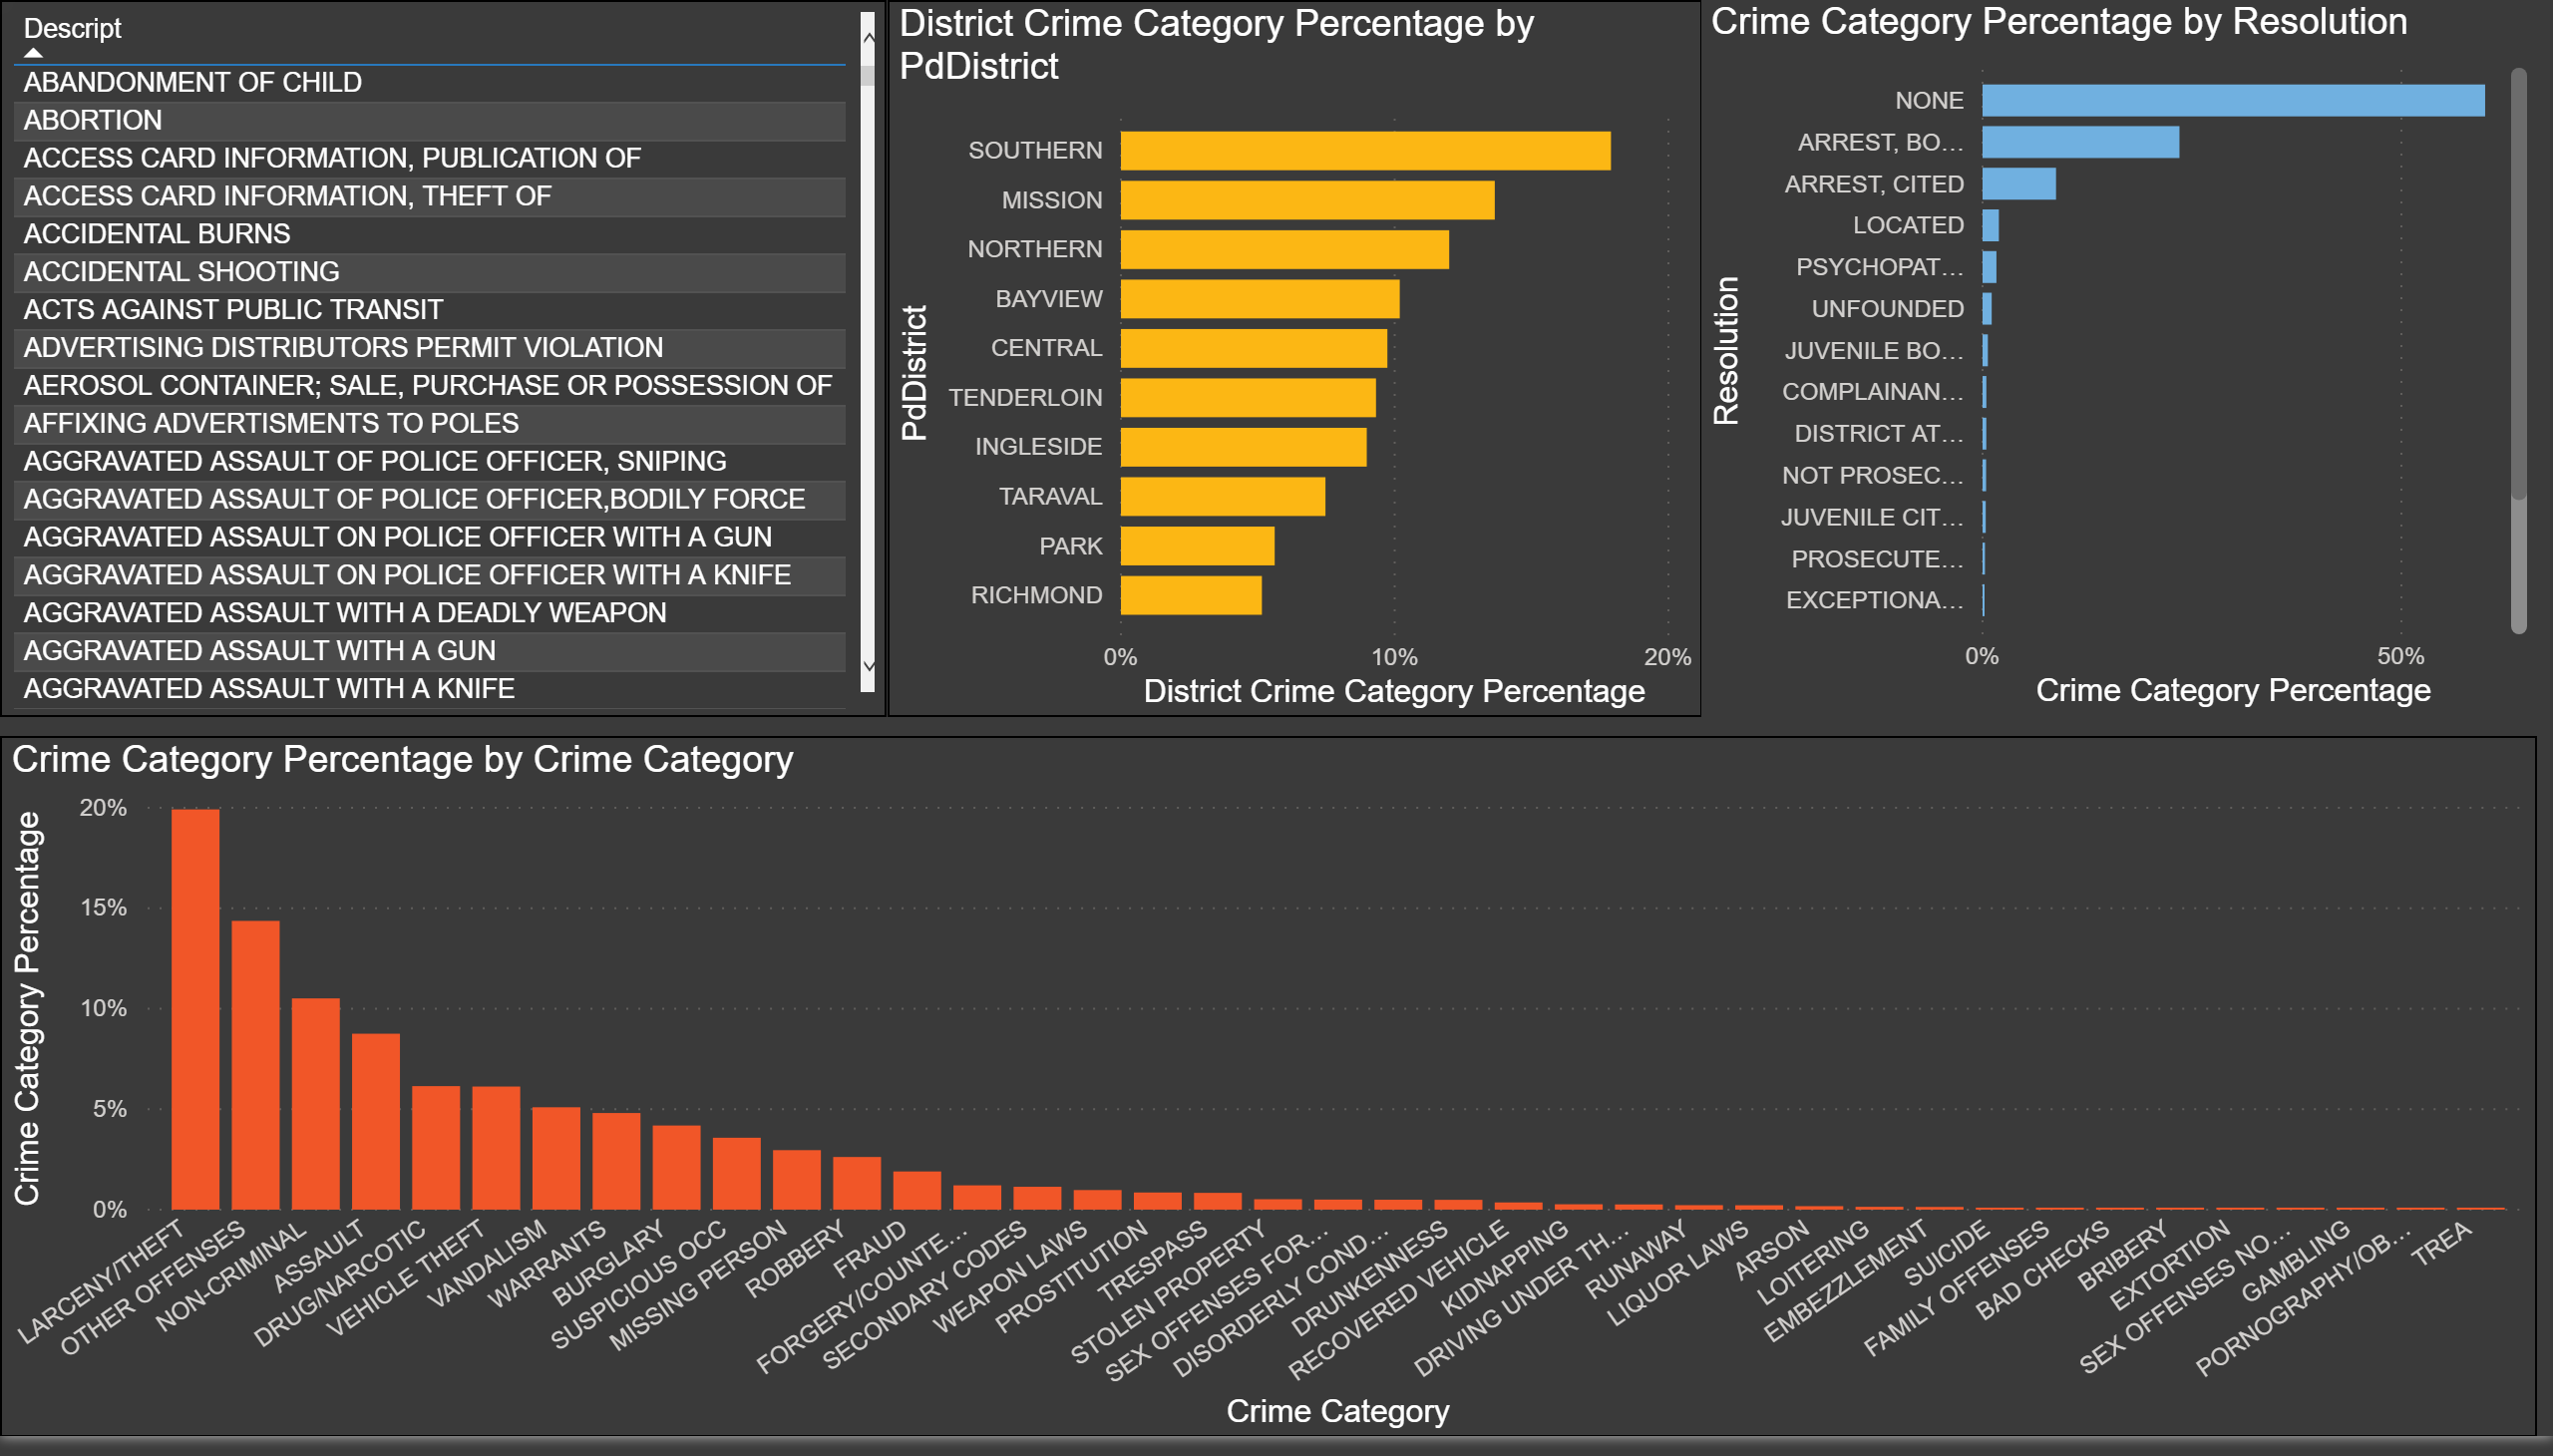 Descript
ABANDONMENT OF CHILD
ABORTION
ACCESS CARD INFORMATION, PUBLICATION OF
ACCESS CARD INFORMATION, THEFT OF
ACCIDENTAL BURNS
ACCIDENTAL SHOOTING
ACTS AGAINST PUBLIC TRANSIT
ADVERTISING DISTRIBUTORS PERMIT VIOLATION
AEROSOL CONTAINER; SALE, PURCHASE OR POSSESSION OF
AFFIXING ADVERTISMENTS TO POLES
AGGRAVATED ASSAULT OF POLICE OFFICER, SNIPING
AGGRAVATED ASSAULT OF POLICE OFFICER,BODILY FORCE
AGGRAVATED ASSAULT ON POLICE OFFICER WITH A GUN
AGGRAVATED ASSAULT ON POLICE OFFICER WITH A KNIFE
AGGRAVATED ASSAULT WITH A DEADLY WEAPON
AGGRAVATED ASSAULT WITH A GUN
AGGRAVATED ASSAULT WITH A KNIFE
District Crime Category Percentage by
PdDistrict
PdDistrict
SOUTHERN
MISSION
NORTHERN
BAYVIEW
CENTRAL
TENDERLOIN
INGLESIDE
TARAVAL
PARK
RICHMOND
0% 10% 20%
District Crime Category Percentage
Crime Category Percentage by Resolution
Resolution
NONE
ARREST, BO...
ARREST, CITED
LOCATED
PSYCHOPAT...
UNFOUNDED
JUVENILE BO...
COMPLAINAN...
DISTRICT AT...
NOT PROSEC...
JUVENILE CIT...
PROSECUTE...
EXCEPTIONA...
0% 50%
Crime Category Percentage
Crime Category Percentage by Crime Category
Crime Category Percentage
20%
15%
10%
5%
0%
LARCENY/THEFT
OTHER OFFENSES
NON-CRIMINAL
ASSAULT
DRUG/NARCOTIC
VEHICLE THEFT
VANDALISM
WARRANTS
BURGLARY
SUSPICIOUS OCC
MISSING PERSON
ROBBERY
FRAUD
FORGERY/COUNTE...
SECONDARY CODES
WEAPON LAWS
PROSTITUTION
TRESPASS
STOLEN PROPERTY
SEX OFFENSES FOR...
DISORDERLY COND...
DRUNKENNESS
RECOVERED VEHICLE
KIDNAPPING
DRIVING UNDER TH...
RUNAWAY
LIQUOR LAWS
ARSON
LOITERING
EMBEZZLEMENT
SUICIDE
FAMILY OFFENSES
BAD CHECKS
BRIBERY
EXTORTION
SEX OFFENSES NO...
GAMBLING
PORNOGRAPHY/OB...
TREA
Crime Category